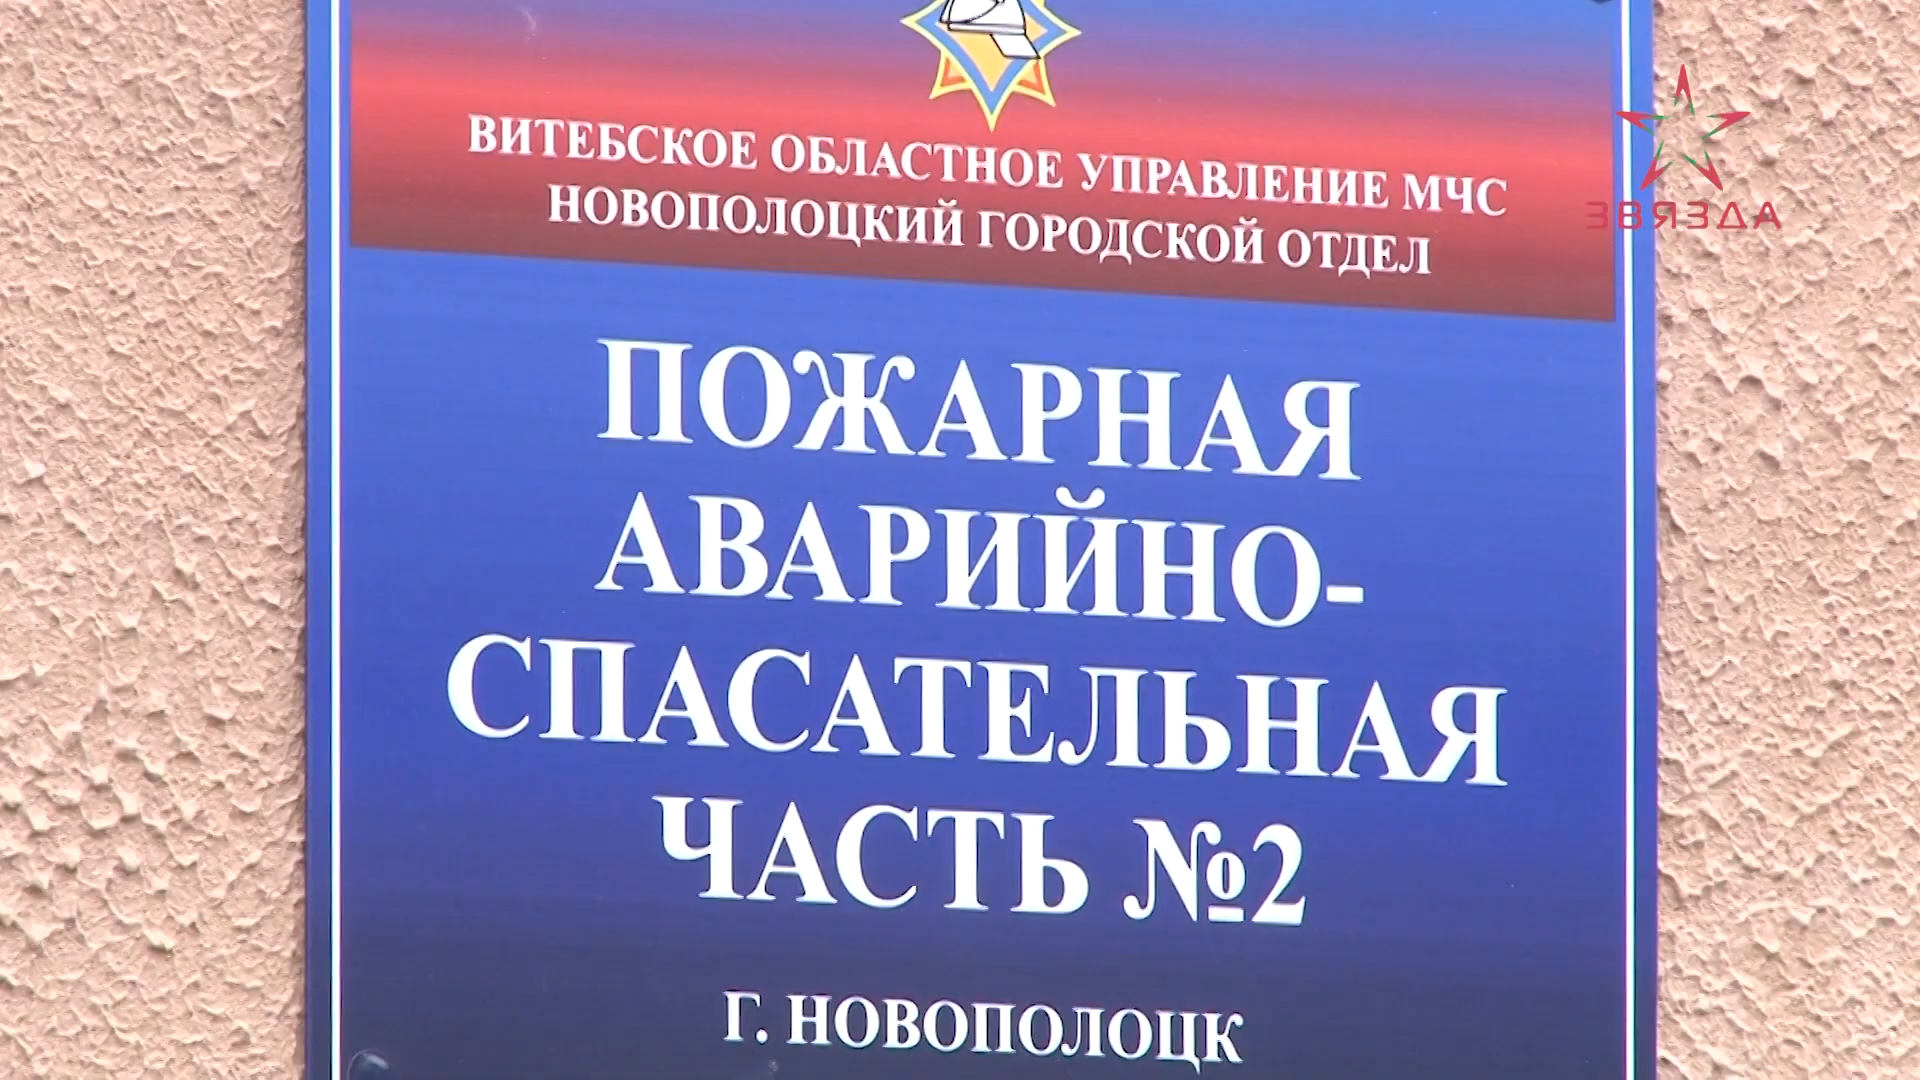 ВИТЕБСКОЕ ОБЛАСТНОЕ УПРАВЛЕНИЕ МЧС
НОВОПОЛОЦКИЙ ГОРОДСКОЙ ОТДЕЛ
ЗВЯЗДА
ПОЖАРНАЯ
АВАРИЙНО-
СПАСАТЕЛЬНАЯ
ЧАСТЬ №2
Г. НОВОПОЛОЦК